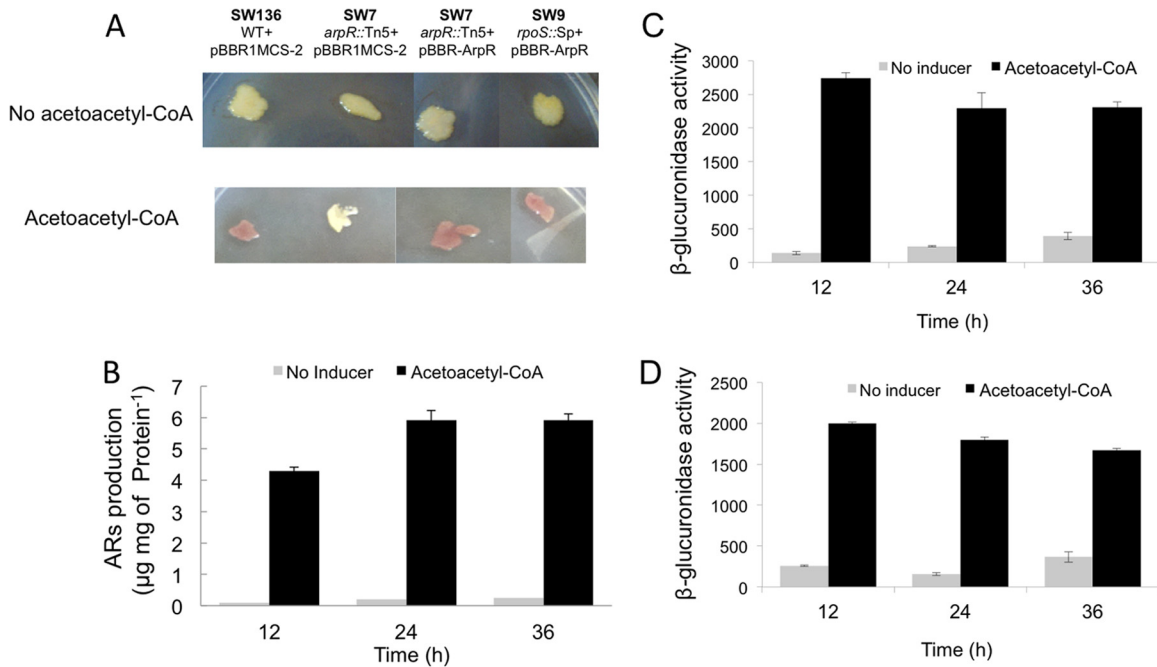 A
SW136
WT+
pBBR1MCS-2
SW7
arpR::Tn5+
pBBR1MCS-2
SW7
arpR::Tn5+
pBBR-ArpR
SW9
rpoS::Sp+
pBBR-ArpR
No acetoacetyl-CoA
Acetoacetyl-CoA
B
No Inducer
Acetoacetyl-CoA
ARs production
(µg mg of Protein-1)
7
6
5
4
3
2
1
0
12
24
36
Time (h)
C
No inducer
Acetoacetyl-CoA
β-glucuronidase activity
3000
2500
2000
1500
1000
500
0
12
24
36
Time (h)
D
No inducer
Acetoacetyl-CoA
β-glucuronidase activity
2500
2000
1500
1000
500
0
12
24
36
Time (h)